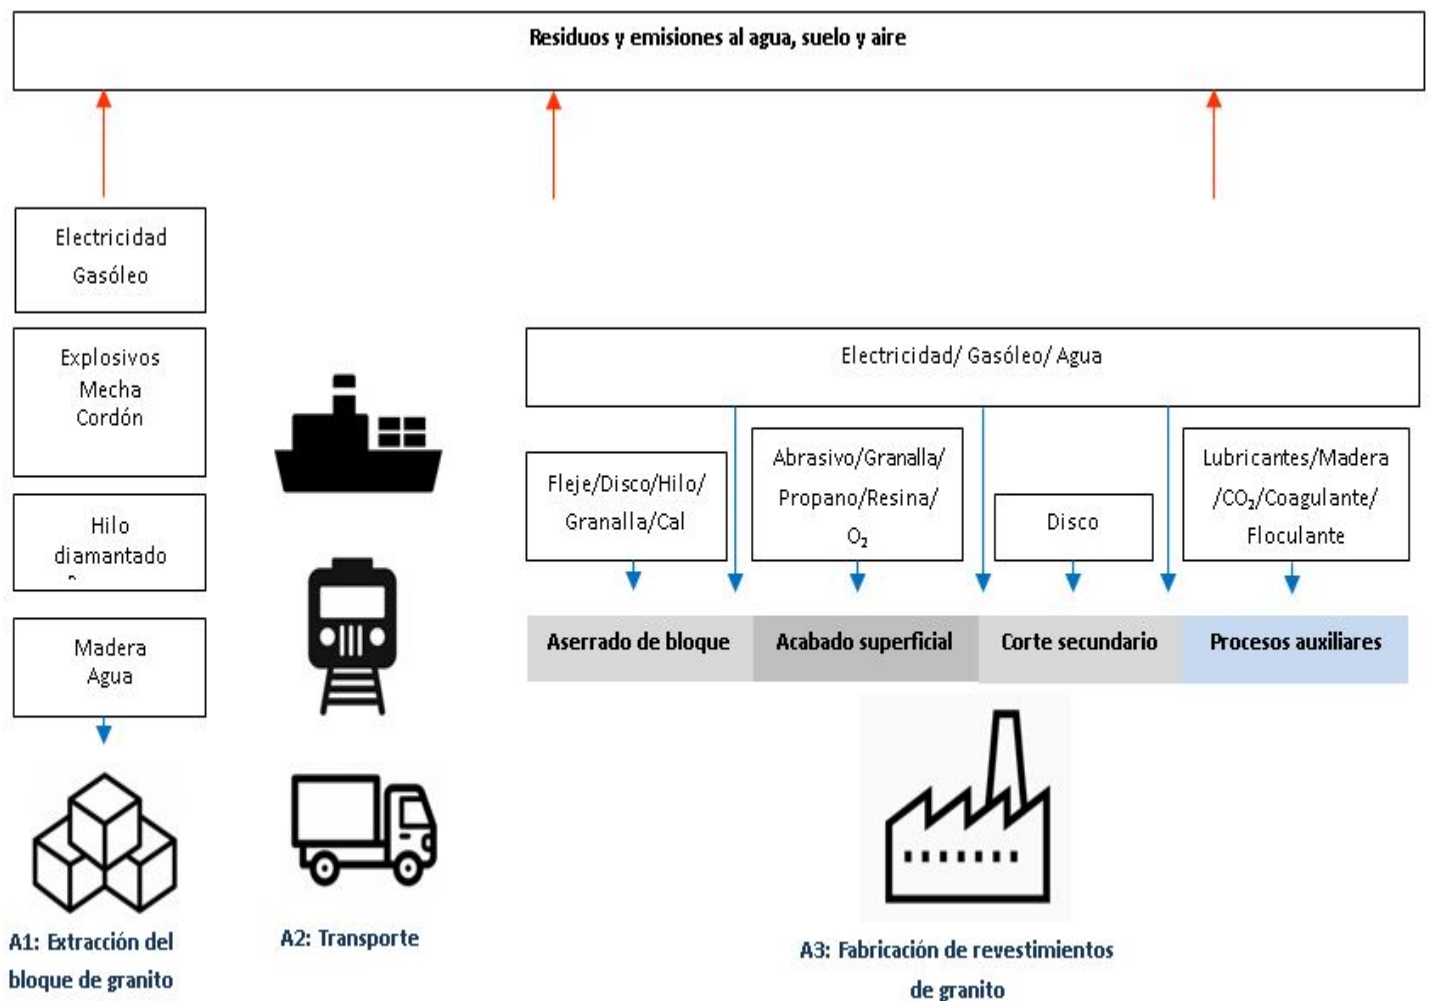 Residuos y emisiones al agua, suelo y aire
Electricidad
Gasóleo
Explosivos
Mecha
Cordón
Hilo
diamantado
Madera
Agua
A1: Extracción del
bloque de granito
A2: Transporte
Electricidad/ Gasóleo/ Agua
Fleje/Disco/Hilo/
Granalla/Cal
Abrasivo/Granalla/
Propano/Resina/
O₂
Disco
Lubricantes/Madera
/CO₂/Coagulante/
Floculante
Aserrado de bloque
Acabado superficial
Corte secundario
Procesos auxiliares
A3: Fabricación de revestimientos
de granito